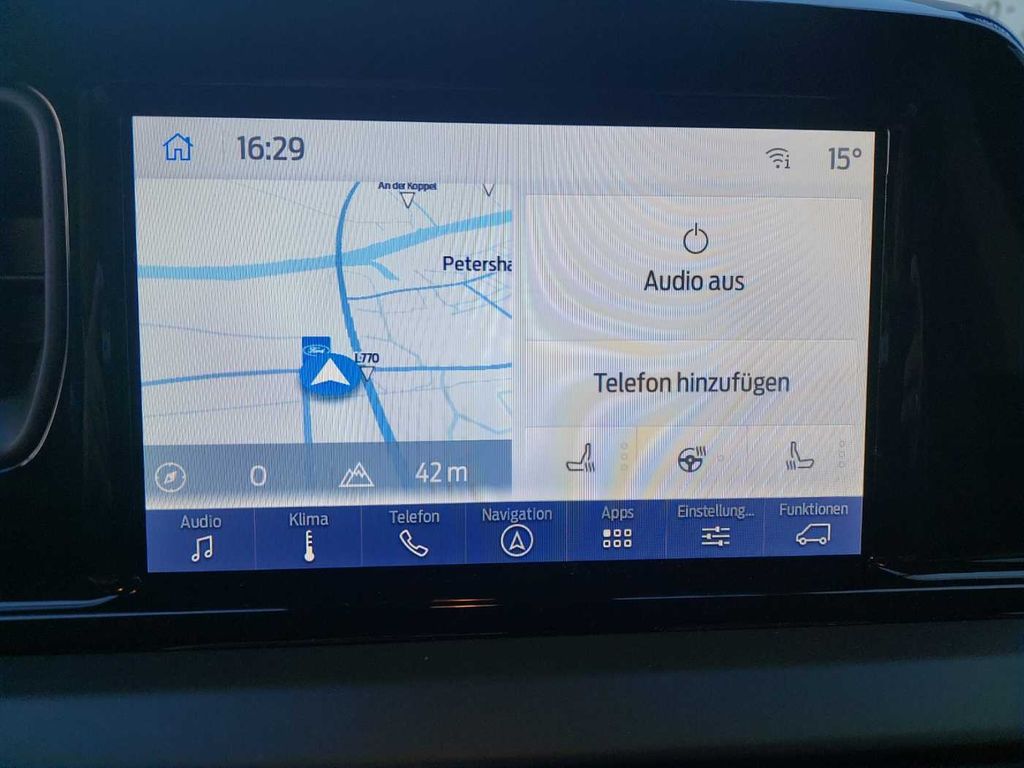 16:29
15°
An der Koppel
Petersha
Ford
L770
O
42 m
Audio aus
Telefon hinzufügen
Audio
Klima
Telefon
Navigation
Apps
Einstellung...
Funktionen